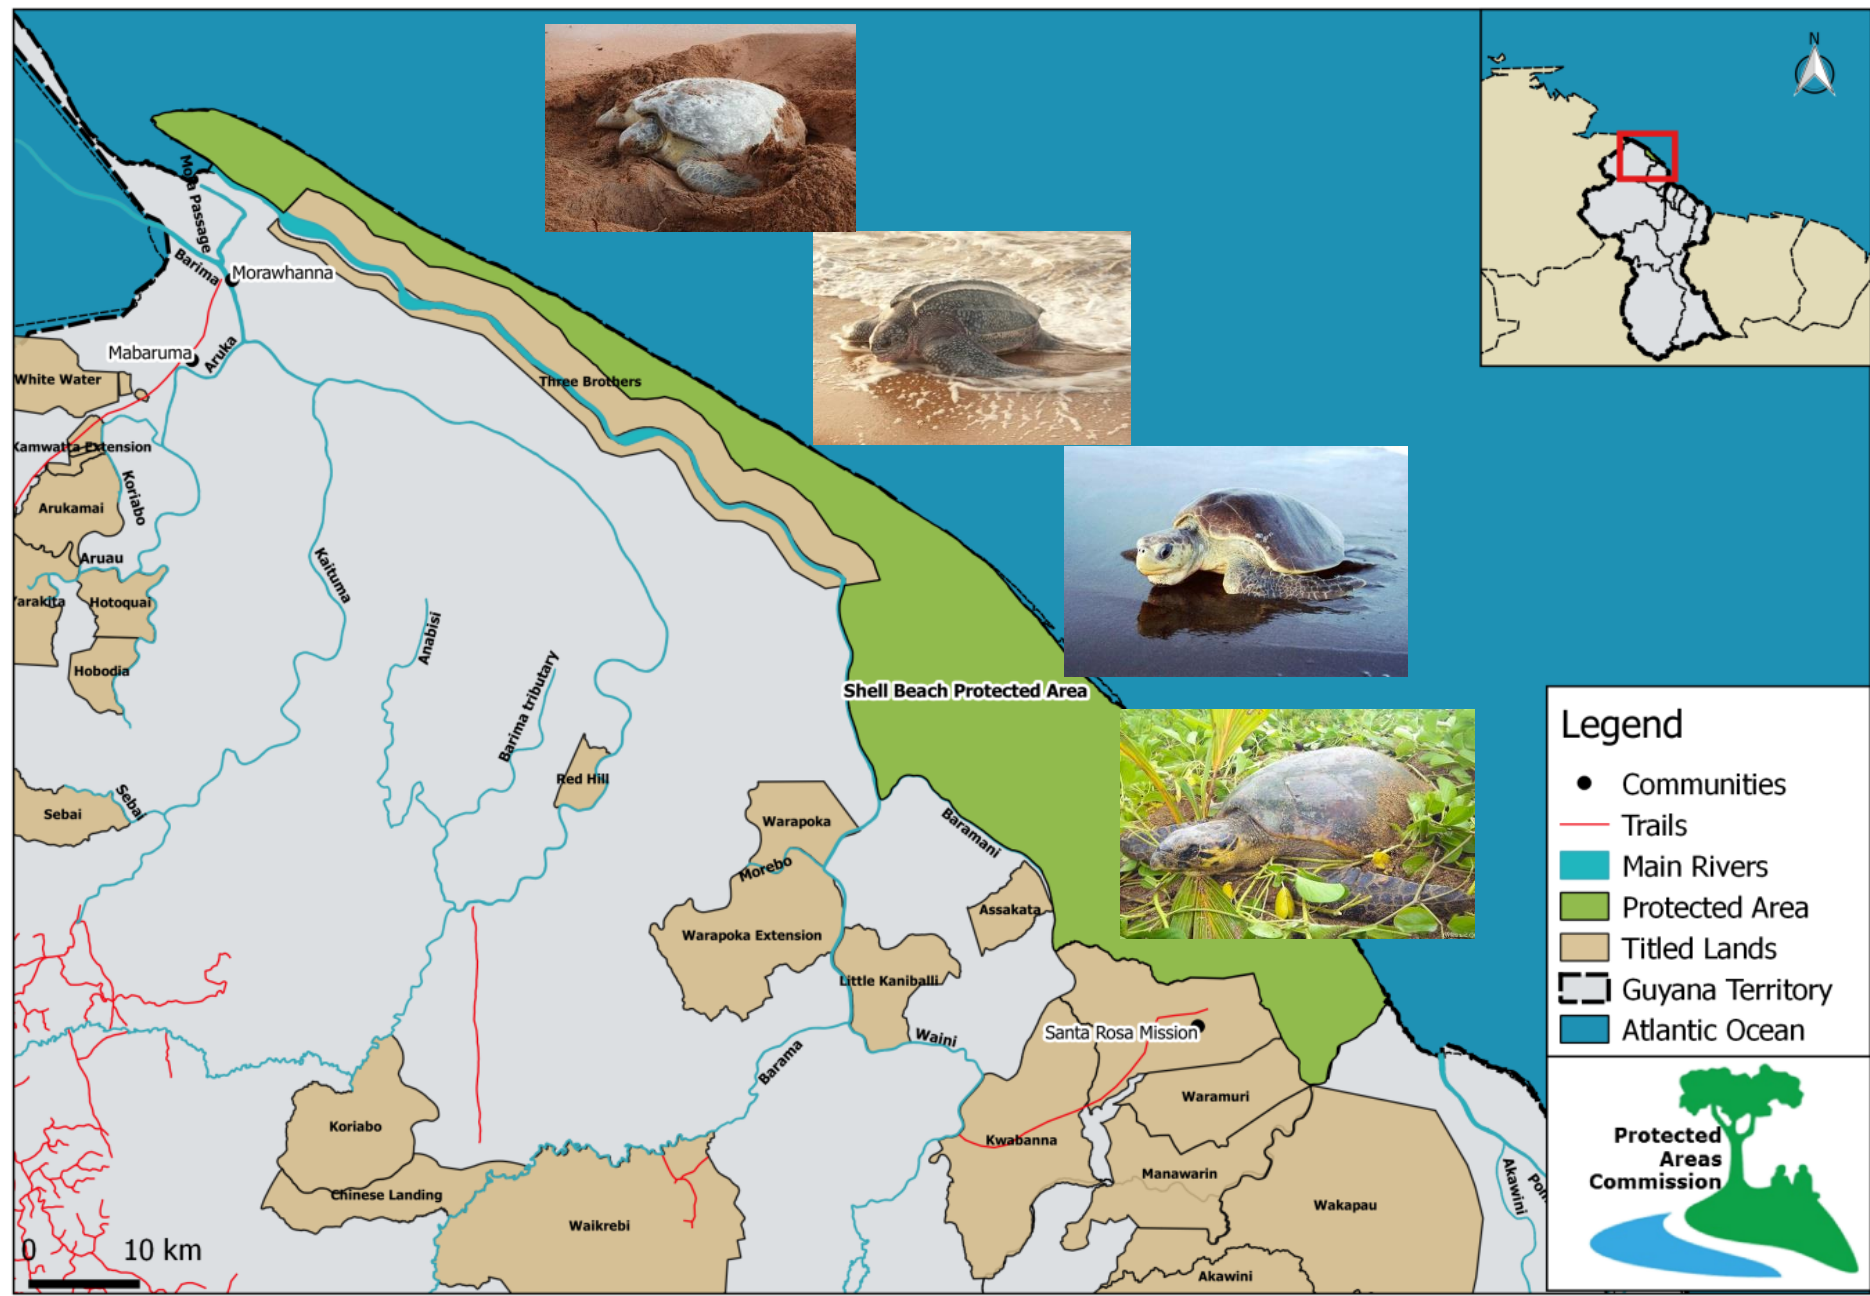 N
Mora Passage
Barima
Morawhanna
Mabaruma
Aruka
White Water
Three Brothers
Kamwatta Extension
Koriabo
Arukamai
Aruau
Kaituma
Yarakita
Hotoquai
Anabisi
Hobodia
Barima tributary
Shell Beach Protected Area
Red Hill
Sebai
Sebai
Warapoka
Baramani
Morebo
Assakata
Warapoka Extension
Little Kaniballi
Santa Rosa Mission
Waini
Barama
Waramuri
Koriabo
Kwabanna
Manawarin
Chinese Landing
Wakapau
Waikrebi
Akawini
Akawini
Pom
0 10 km
Legend
Communities
Trails
Main Rivers
Protected Area
Titled Lands
Guyana Territory
Atlantic Ocean
Protected
Areas
Commission